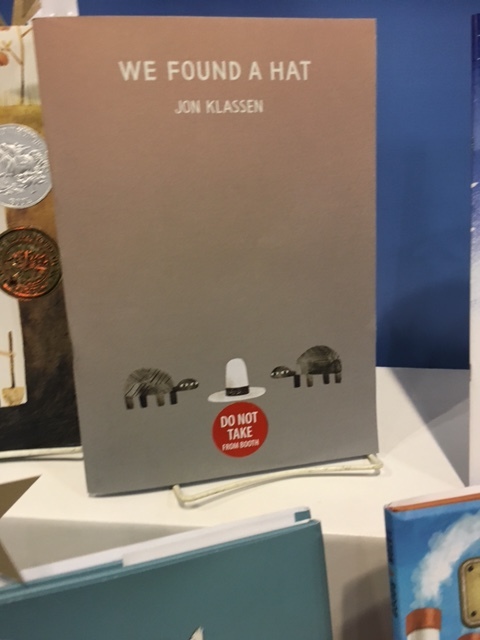 WE FOUND A HAT
JON KLASSEN
DO NOT
TAKE
FROM BOOTH